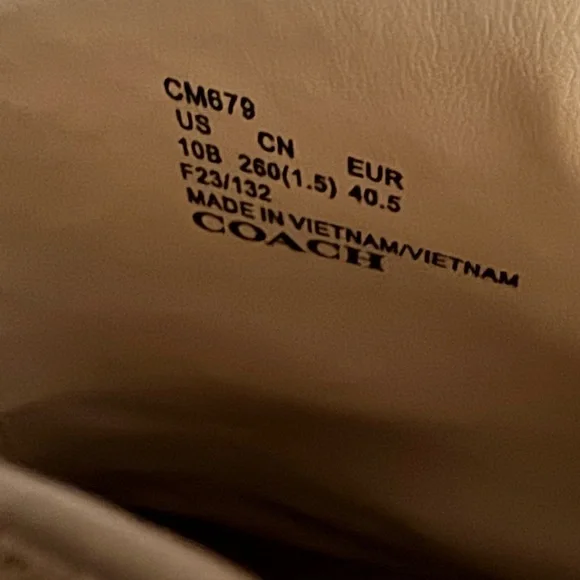 CM679
US CN EUR
10B 260(1.5) 40.5
F23/132
MADE IN VIETNAM/VIETNAM
COACH